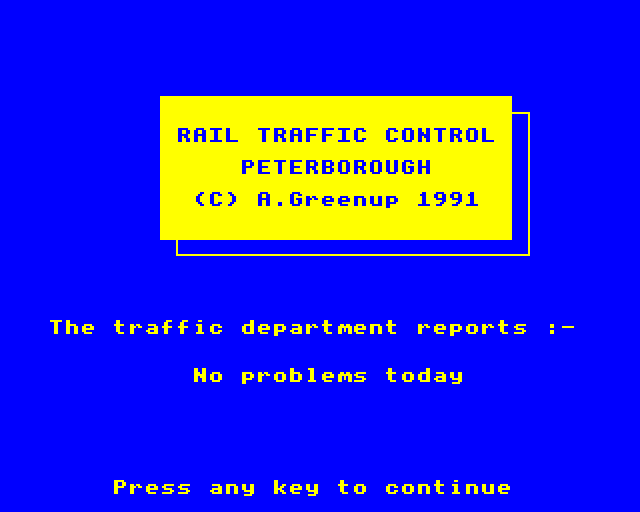 RAIL TRAFFIC CONTROL
PETERBOROUGH
(C) A.Greenup 1991
The traffic department reports :-
No problems today
Press any key to continue